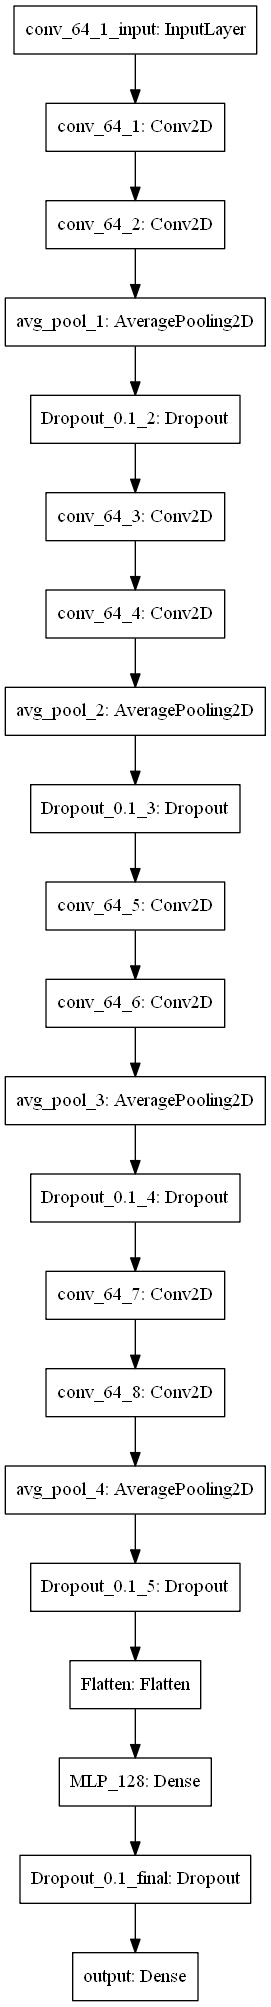 conv_64_1_input: InputLayer
conv_64_1: Conv2D
conv_64_2: Conv2D
avg_pool_1: AveragePooling2D
Dropout_0.1_2: Dropout
conv_64_3: Conv2D
conv_64_4: Conv2D
avg_pool_2: AveragePooling2D
Dropout_0.1_3: Dropout
conv_64_5: Conv2D
conv_64_6: Conv2D
avg_pool_3: AveragePooling2D
Dropout_0.1_4: Dropout
conv_64_7: Conv2D
conv_64_8: Conv2D
avg_pool_4: AveragePooling2D
Dropout_0.1_5: Dropout
Flatten: Flatten
MLP_128: Dense
Dropout_0.1_final: Dropout
output: Dense